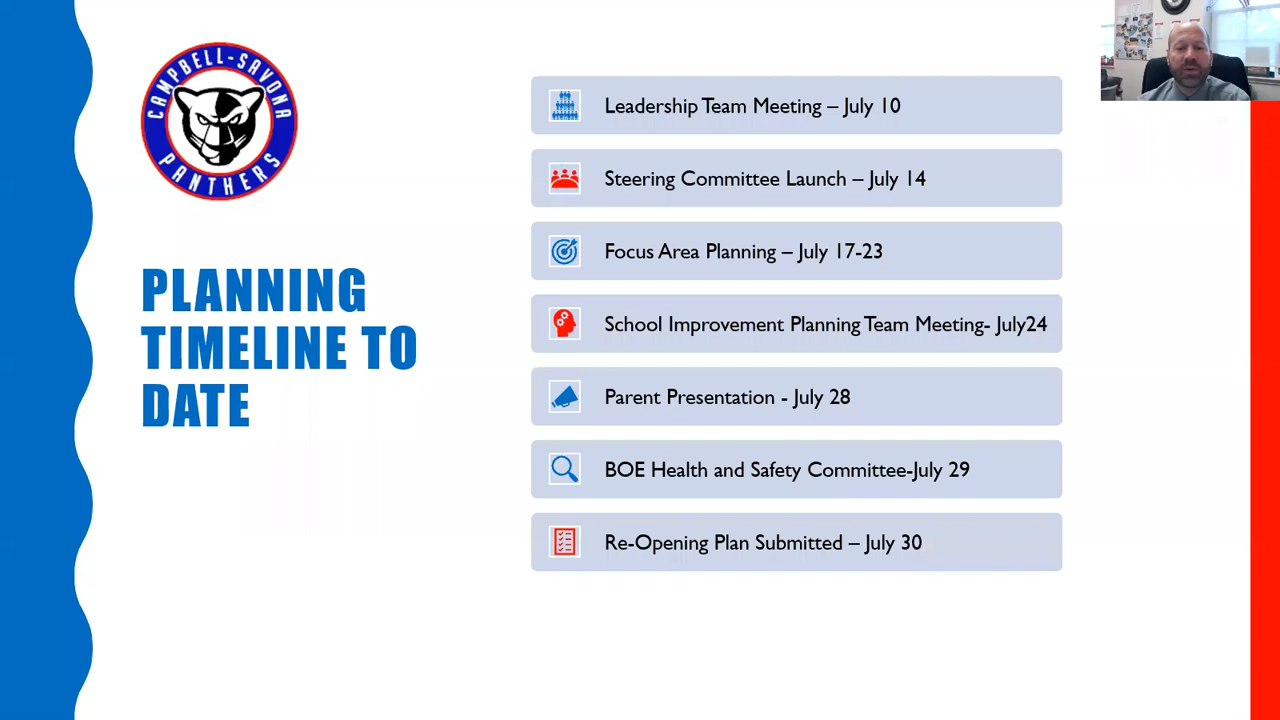 CAMPBELL-SAVONA
PANTHERS
PLANNING
TIMELINE TO
DATE
Leadership Team Meeting – July 10
Steering Committee Launch – July 14
Focus Area Planning – July 17-23
School Improvement Planning Team Meeting- July24
Parent Presentation - July 28
BOE Health and Safety Committee-July 29
Re-Opening Plan Submitted – July 30